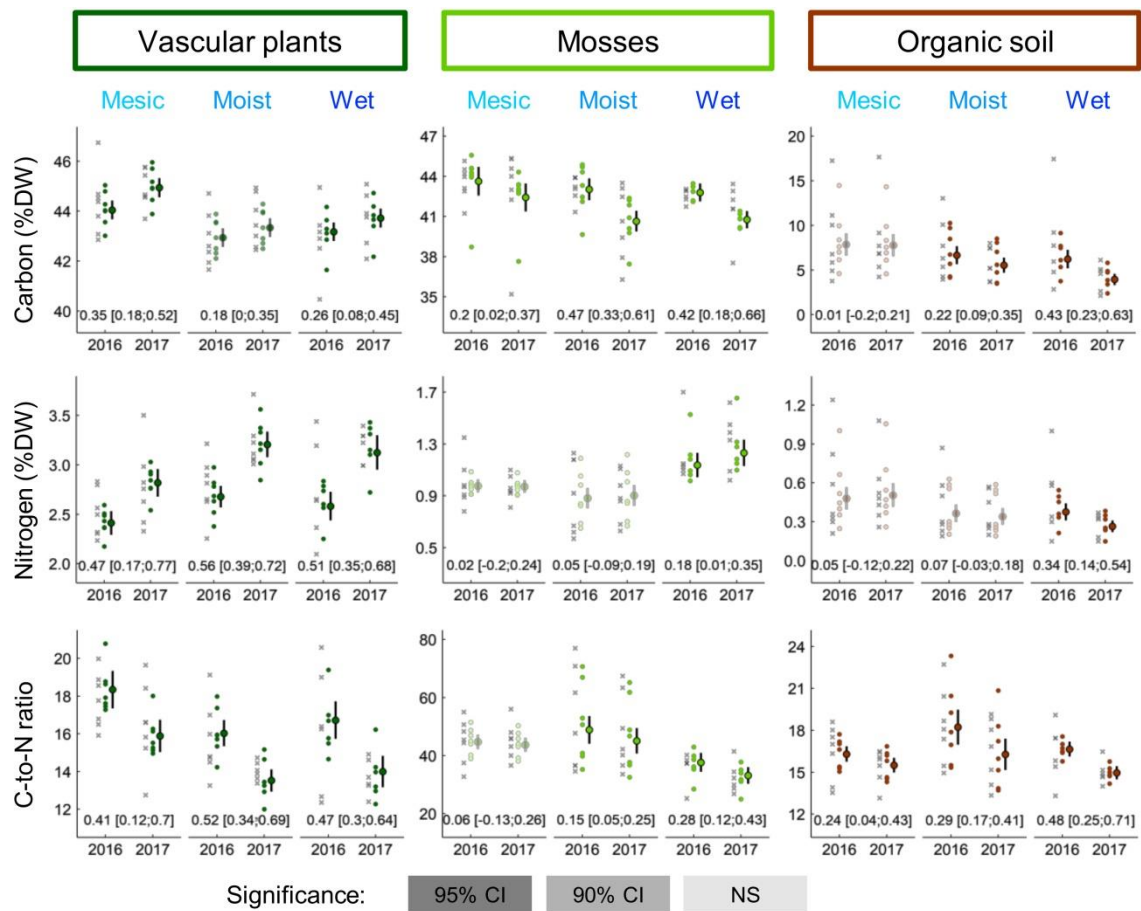 Vascular plants Mosses Organic soil
Mesic Moist Wet Mesic Moist Wet Mesic Moist Wet
Carbon (%DW)
46
44
42
40
0.35 [0.18;0.52] 0.18 [0;0.35] 0.26 [0.08;0.45]
2016 2017 2016 2017 2016 2017
47
43
39
35
0.2 [0.02;0.37] 0.47 [0.33;0.61] 0.42 [0.18;0.66]
2016 2017 2016 2017 2016 2017
20
15
10
5
0
0.01 [-0.2;0.21] 0.22 [0.09;0.35] 0.43 [0.23;0.63]
2016 2017 2016 2017 2016 2017
Nitrogen (%DW)
3.5
3.0
2.5
2.0
0.47 [0.17;0.77] 0.56 [0.39;0.72] 0.51 [0.35;0.68]
2016 2017 2016 2017 2016 2017
1.7
1.3
0.9
0.5
0.02 [-0.2;0.24] 0.05 [-0.09;0.19] 0.18 [0.01;0.35]
2016 2017 2016 2017 2016 2017
1.2
0.9
0.6
0.3
0.0
0.05 [-0.12;0.22] 0.07 [-0.03;0.18] 0.34 [0.14;0.54]
2016 2017 2016 2017 2016 2017
C-to-N ratio
20
18
16
14
12
0.41 [0.12;0.7] 0.52 [0.34;0.69] 0.47 [0.3;0.64]
2016 2017 2016 2017 2016 2017
80
60
40
20
0.06 [-0.13;0.26] 0.15 [0.05;0.25] 0.28 [0.12;0.43]
2016 2017 2016 2017 2016 2017
24
21
18
15
12
0.24 [0.04;0.43] 0.29 [0.17;0.41] 0.48 [0.25;0.71]
2016 2017 2016 2017 2016 2017
Significance: 95% CI 90% CI NS